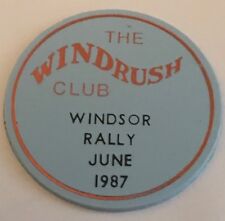 THE
WINDRUSH
CLUB
WINDSOR
RALLY
JUNE
1987